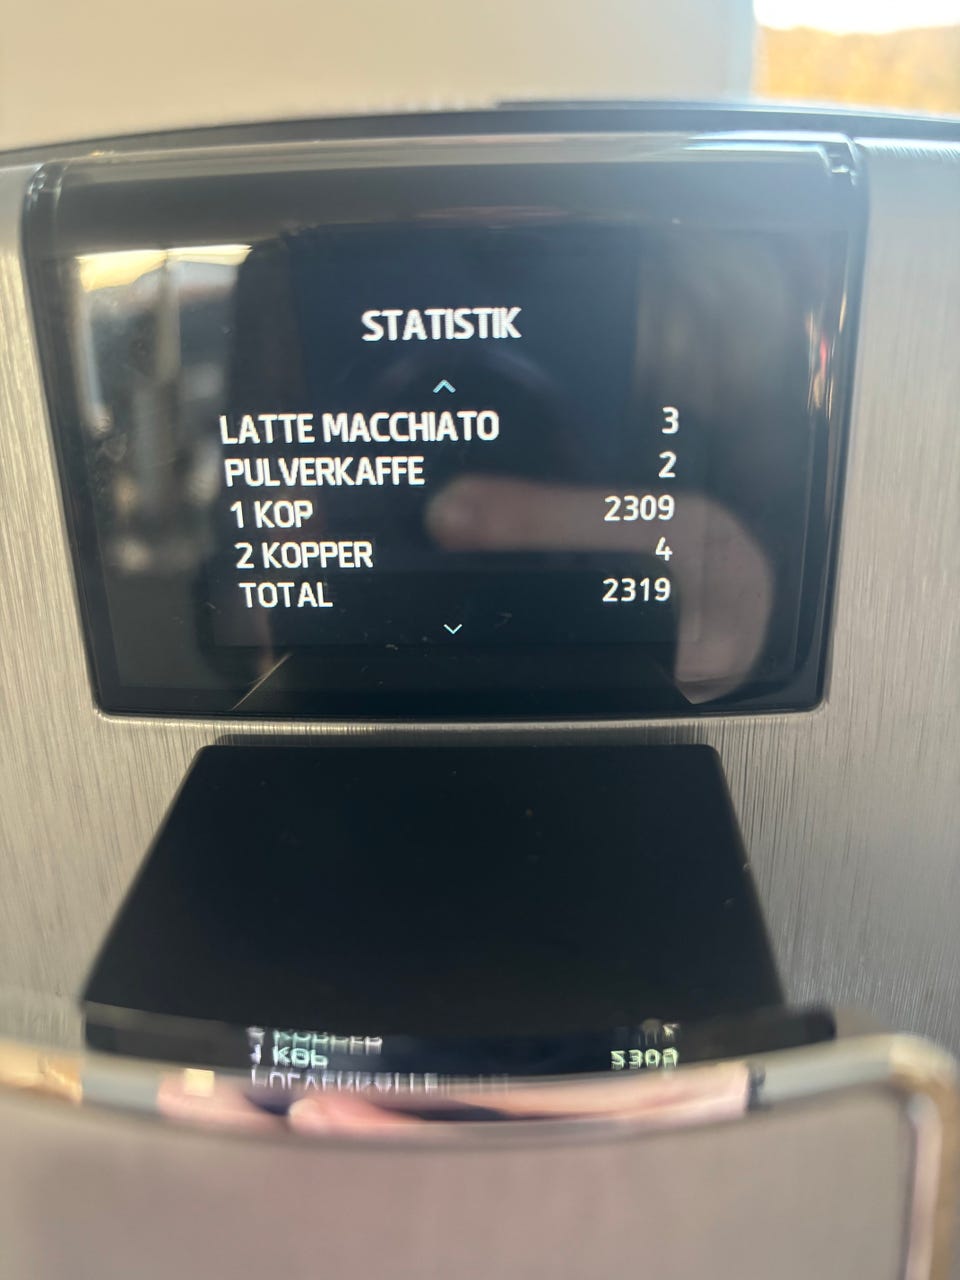 STATISTIK
LATTE MACCHIATO 3
PULVERKAFFE 2
1 KOP 2309
2 KOPPER 4
TOTAL 2319